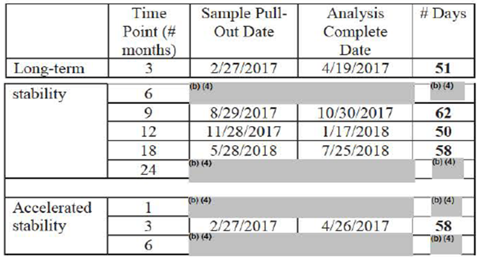 Time Point (# months) Sample Pull-Out Date Analysis Complete Date # Days
Long-term 3 2/27/2017 4/19/2017 51
stability 6 (b) (4) (b) (4)
9 8/29/2017 10/30/2017 62
12 11/28/2017 1/17/2018 50
18 5/28/2018 7/25/2018 58
24 (b) (4) (b) (4)
Accelerated 1 (b) (4) (b) (4)
stability 3 2/27/2017 4/26/2017 58
6 (b) (4) (b) (4)